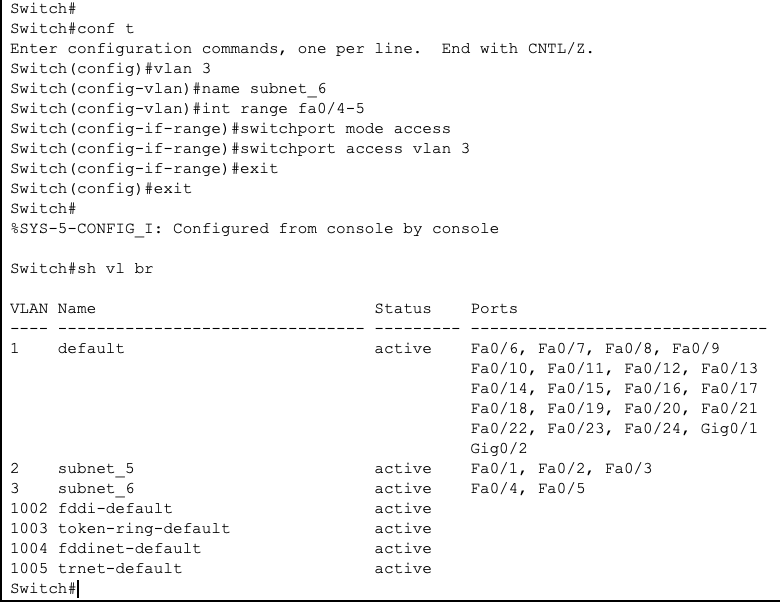 Switch#
Switch#conf t
Enter configuration commands, one per line.  End with CNTL/Z.
Switch(config)#vlan 3
Switch(config-vlan)#name subnet_6
Switch(config-vlan)#int range fa0/4-5
Switch(config-if-range)#switchport mode access
Switch(config-if-range)#switchport access vlan 3
Switch(config-if-range)#exit
Switch(config)#exit
Switch#
%SYS-5-CONFIG_I: Configured from console by console

Switch#sh vl br

VLAN Name                             Status    Ports
---- -------------------------------- --------- -------------------------------
1    default                          active    Fa0/6, Fa0/7, Fa0/8, Fa0/9
                                                Fa0/10, Fa0/11, Fa0/12, Fa0/13
                                                Fa0/14, Fa0/15, Fa0/16, Fa0/17
                                                Fa0/18, Fa0/19, Fa0/20, Fa0/21
                                                Fa0/22, Fa0/23, Fa0/24, Gig0/1
                                                Gig0/2
2    subnet_5                         active    Fa0/1, Fa0/2, Fa0/3
3    subnet_6                         active    Fa0/4, Fa0/5
1002 fddi-default                     active
1003 token-ring-default               active
1004 fddinet-default                  active
1005 trnet-default                    active
Switch#